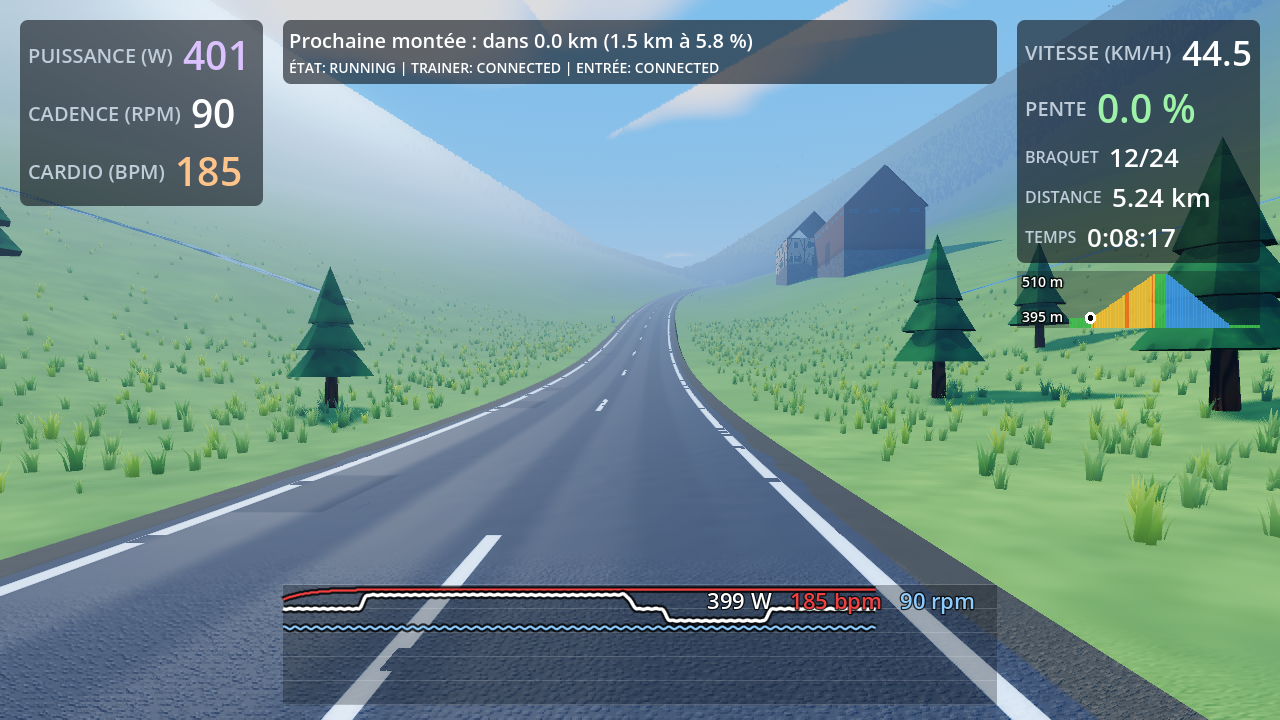 PUISSANCE (W) 401
CADENCE (RPM) 90
CARDIO (BPM) 185
Prochaine montée : dans 0.0 km (1.5 km à 5.8 %)
ÉTAT: RUNNING | TRAINER: CONNECTED | ENTRÉE: CONNECTED
VITESSE (KM/H) 44.5
PENTE 0.0 %
BRAQUET 12/24
DISTANCE 5.24 km
TEMPS 0:08:17
510 m
395 m
399 W 185 bpm 90 rpm